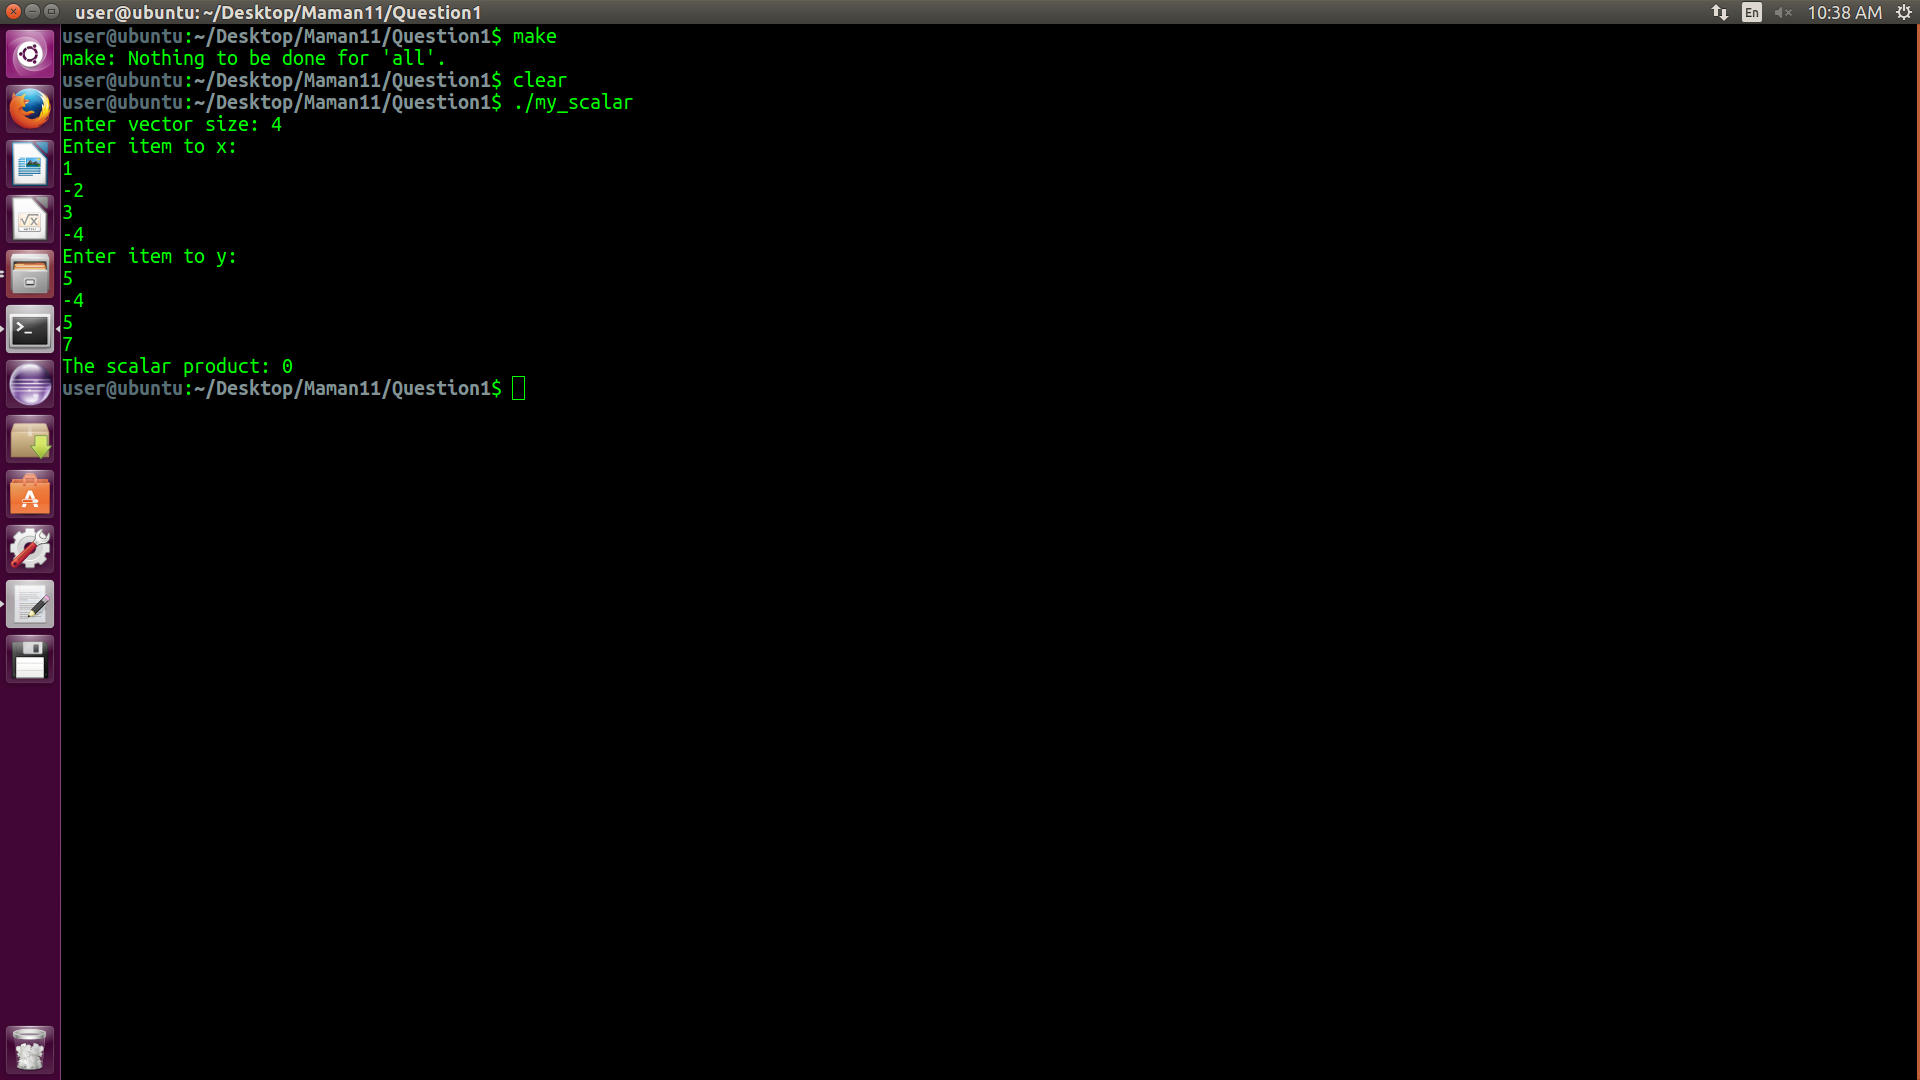 user@ubuntu: ~/Desktop/Maman11/Question1
En
10:38 AM
user@ubuntu:~/Desktop/Maman11/Question1$ make
make: Nothing to be done for 'all'.
user@ubuntu:~/Desktop/Maman11/Question1$ clear
user@ubuntu:~/Desktop/Maman11/Question1$ ./my_scalar
Enter vector size: 4
Enter item to x:
1
-2
3
-4
Enter item to y:
5
-4
5
7
The scalar product: 0
user@ubuntu:~/Desktop/Maman11/Question1$